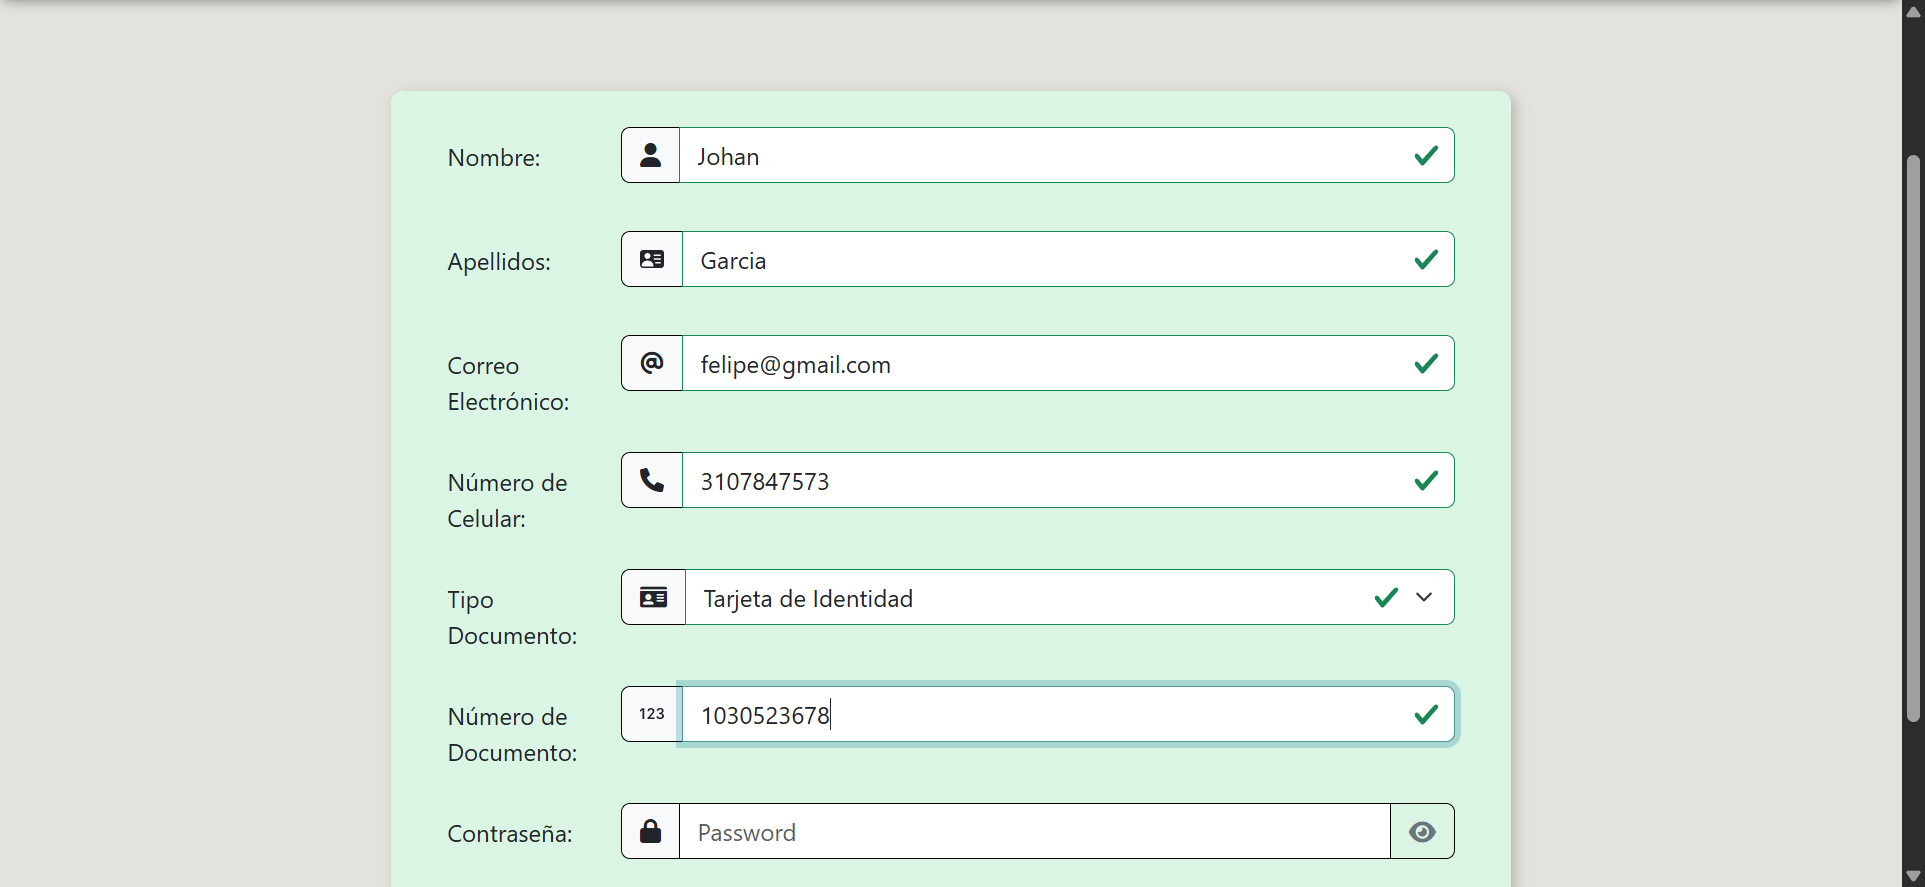 Nombre:
Johan
Apellidos:
Garcia
Correo
Electrónico:
felipe@gmail.com
Número de
Celular:
3107847573
Tipo
Documento:
Tarjeta de Identidad
Número de
Documento:
123
1030523678
Contraseña:
Password